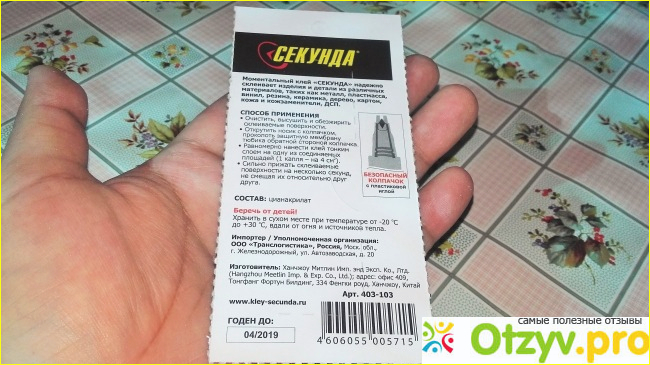 СЕКУНДА
Моментальный клей «СЕКУНДА» надежно
склеивает изделия и детали из различных
материалов, таких как металл, пластмасса,
винил, резина, керамика, дерево, картон,
кожа и кожзаменители, ДСП.
СПОСОБ ПРИМЕНЕНИЯ
• Очистить, высушить и обезжирить
склеиваемые поверхности.
• Открутить носик с колпачком,
проколоть защитную мембрану
тюбика обратной стороной колпачка.
• Равномерно нанести клей тонким
слоем на одну из соединяемых
площадей (1 капля – на 4 см²).
• Сильно прижать склеиваемые
поверхности на несколько секунд,
не смещая их относительно друг
друга.
БЕЗОПАСНЫЙ
КОЛПАЧОК
с пластиковой
иглой
СОСТАВ: цианакрилат
Беречь от детей!
Хранить в сухом месте при температуре от -20 °С
до +30 °С, вдали от огня и источников тепла.
Импортер / Уполномоченная организация:
ООО «Транслогистика», Россия, Моск. обл.,
г. Железнодорожный, ул. Автозаводская, д. 20
Изготовитель: Ханчжоу Митлин Имп. энд Эксп. Ко., Лтд.
(Hangzhou Meetlin Imp. & Exp. Co., Ltd.); адрес: офис 409,
Тонгфанг Фортун Билдинг, 334 Фенгки роуд, Ханчжоу, Китай
Арт. 403-103
www.kley-secunda.ru
ГОДЕН ДО:
04/2019
4 606055 005715
самые полезные отзывы
Otzyv.pro